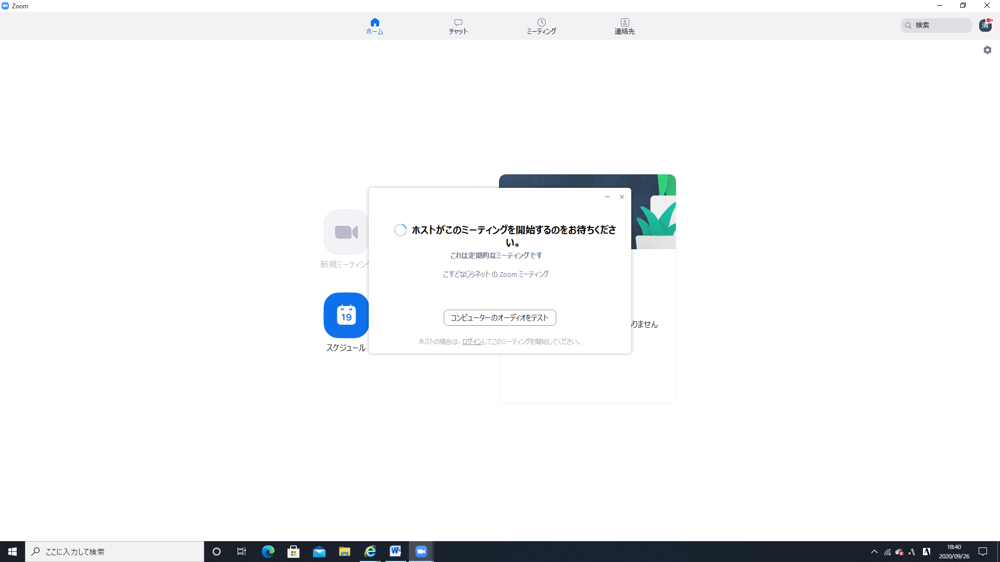 Zoom
ホーム
チャット
ミーティング
連絡先
検索
清
ホストがこのミーティングを開始するのをお待ちくださ
い。
これは定期的なミーティングです
こすどなじらネット の Zoom ミーティング
コンピューターのオーディオをテスト
ホストの場合は、ログインしてこのミーティングを開始してください。
新規ミーティング
19
スケジュール
りません
ここに入力して検索
18:40
2020/09/26